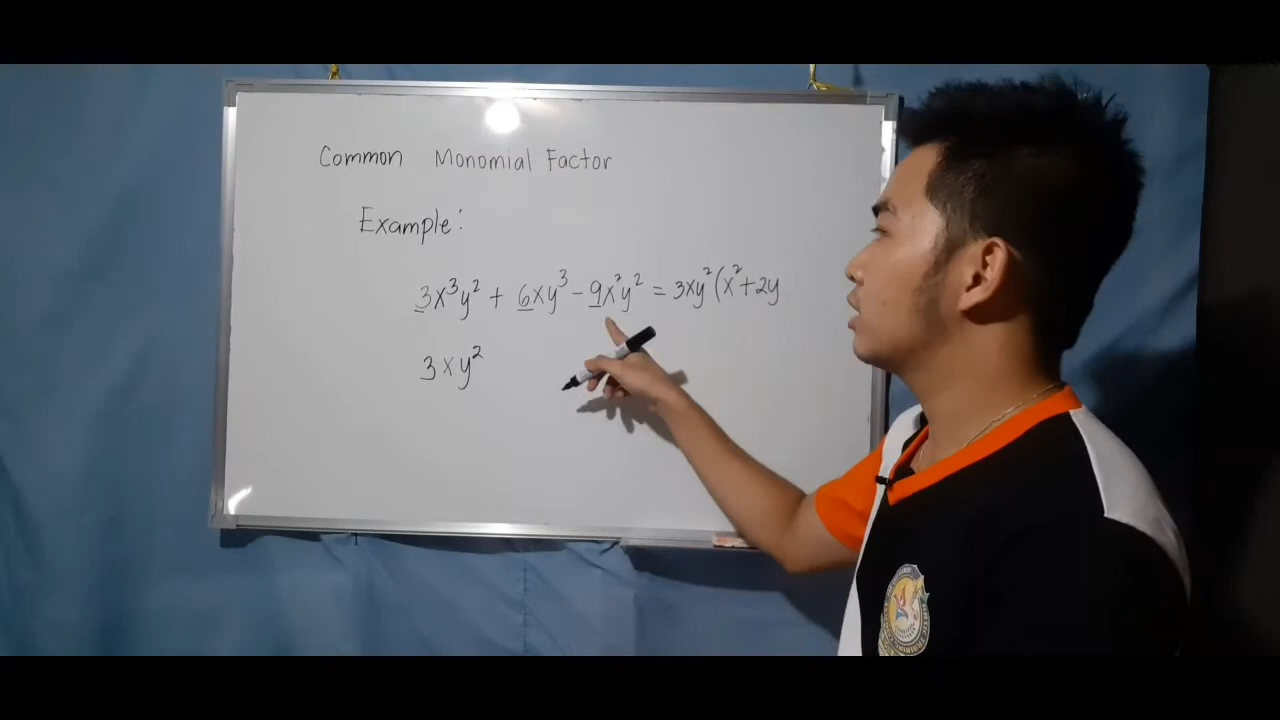 Common Monomial Factor
Example:
3x³y² + 6xy³ - 9x²y² = 3xy²(x² + 2y
3xy²